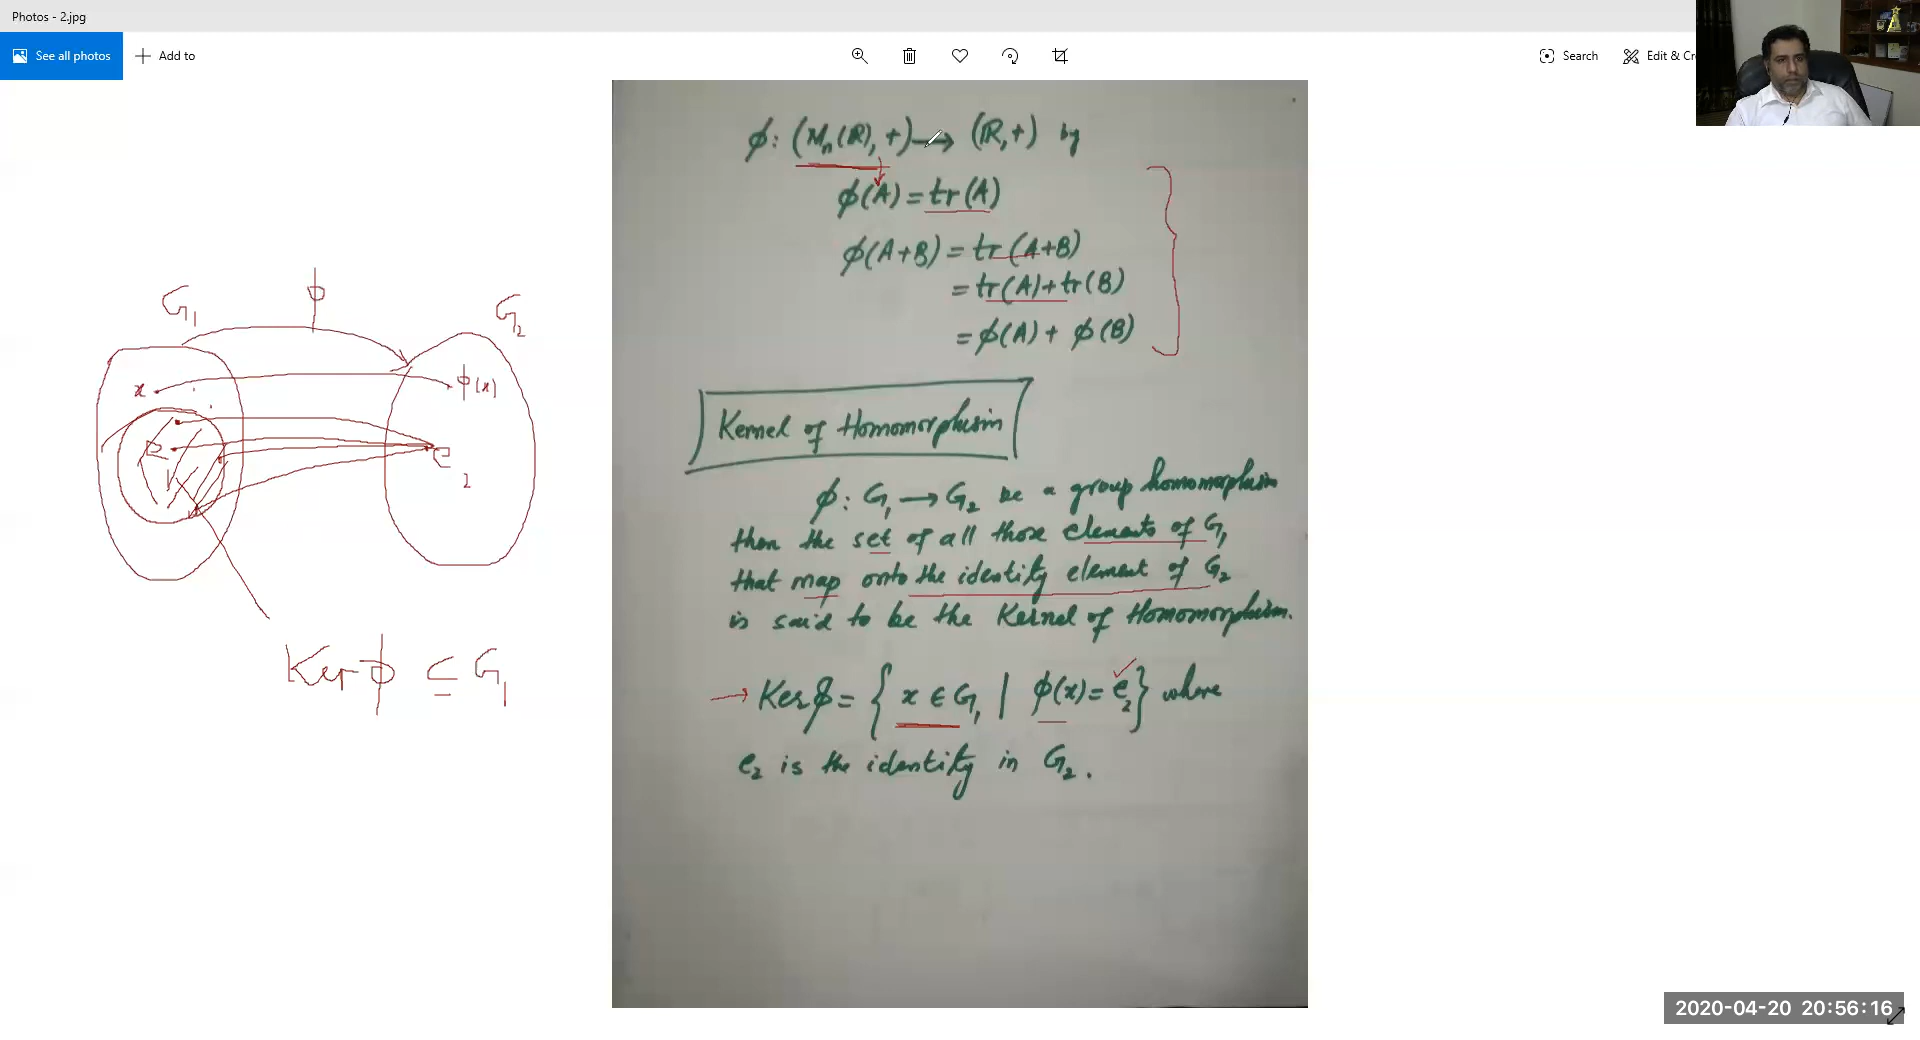 Photos - 2.jpg
See all photos
Add to
Search
Edit & Cr
ϕ: (Mn(ℝ), +) → (ℝ, +) by
ϕ(A) = tr(A)
ϕ(A+B) = tr(A+B)
= tr(A) + tr(B)
= ϕ(A) + ϕ(B)
Kernel of Homomorphism
ϕ: G₁ → G₂ be a group homomorphism
then the set of all those elements of G₁
that map onto the identity element of G₂
is said to be the Kernel of Homomorphism.
Ker ϕ = { x ∈ G₁ | ϕ(x) = e₂ } where
e₂ is the identity in G₂.
G₁
ϕ
G₂
x
ϕ(x)
e₂
Ker ϕ ⊆ G₁
2020-04-20 20:56:16